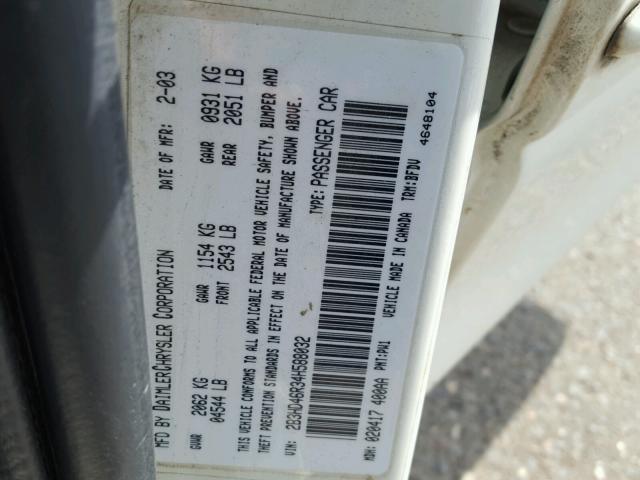 MFD BY DAIMLERCHRYSLER CORPORATION DATE OF MFR: 2-03
GVWR 2062 KG GAWR 1154 KG GAWR 0931 KG
04544 LB FRONT 2543 LB REAR 2051 LB
THIS VEHICLE CONFORMS TO ALL APPLICABLE FEDERAL MOTOR VEHICLE SAFETY, BUMPER AND
THEFT PREVENTION STANDARDS IN EFFECT ON THE DATE OF MANUFACTURE SHOWN ABOVE.
VIN: 2B3HD46R34H580032 TYPE: PASSENGER CAR
VEHICLE MADE IN CANADA 4648104
MDH: 020417 400AA PNT: PW1 TRM: BFDV